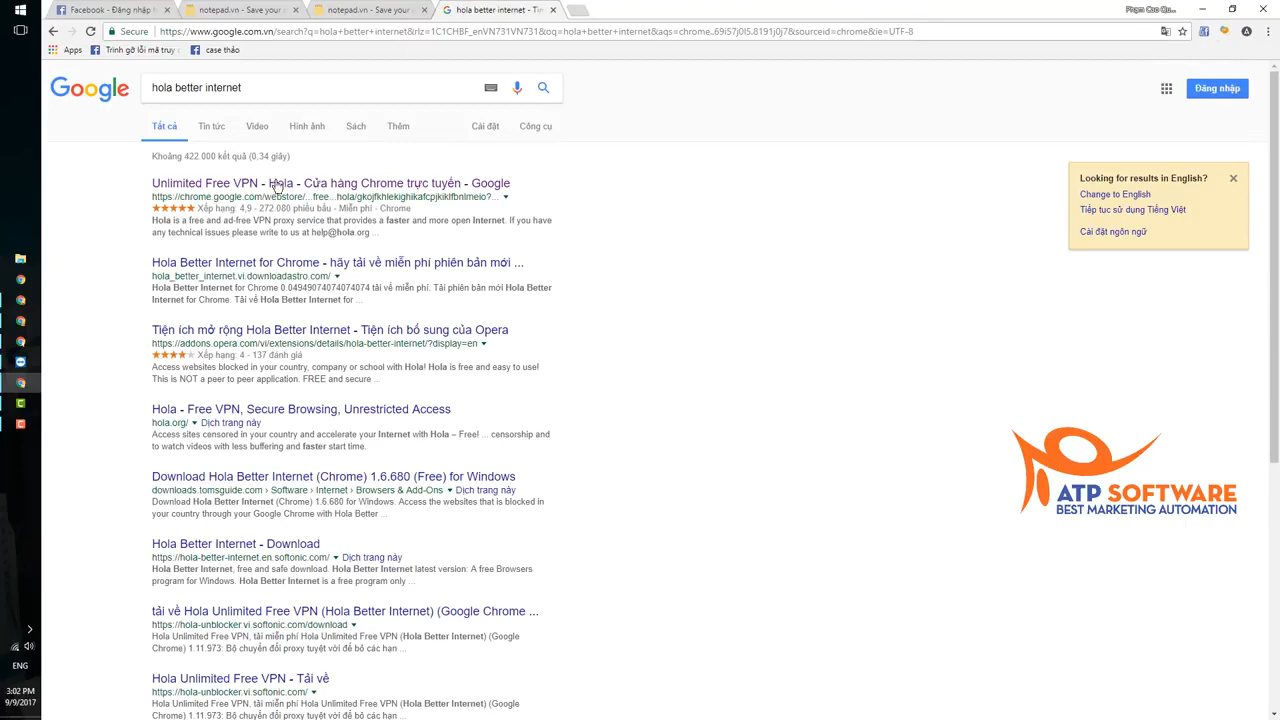 Facebook - Đăng nhập
notepad.vn - Save your
notepad.vn - Save your
hola better internet - Tìm
Secure
https://www.google.com.vn/search?q=hola+better+internet&rlz=1C1CHBF_enVN731VN731&oq=hola+better+internet&aqs=chrome..69i57j0l5.8191j0j7&sourceid=chrome&ie=UTF-8
Apps
Trình gỡ lỗi mã truy
case thảo
Google
hola better internet
Đăng nhập
Tất cả
Tin tức
Video
Hình ảnh
Sách
Thêm
Cài đặt
Công cụ
Khoảng 422.000 kết quả (0.34 giây)
Unlimited Free VPN - Hola - Cửa hàng Chrome trực tuyến - Google
https://chrome.google.com/webstore/...free...hola/gkojfkhlekighikafcpjkiklfbnlmeio?...
Xếp hạng: 4,9 - 272.080 phiếu bầu - Miễn phí - Chrome
Hola is a free and ad-free VPN proxy service that provides a faster and more open Internet. If you have
any technical issues please write to us at help@hola.org ...
Hola Better Internet for Chrome - hãy tải về miễn phí phiên bản mới ...
hola_better_internet.vi.downloadastro.com/
Hola Better Internet for Chrome 0.04949074074074074 tải về miễn phí. Tải phiên bản mới Hola Better
Internet for Chrome. Tải về Hola Better Internet for ...
Tiện ích mở rộng Hola Better Internet - Tiện ích bổ sung của Opera
https://addons.opera.com/vi/extensions/details/hola-better-internet/?display=en
Xếp hạng: 4 - 137 đánh giá
Access websites blocked in your country, company or school with Hola! Hola is free and easy to use!
This is NOT a peer to peer application. FREE and secure ...
Hola - Free VPN, Secure Browsing, Unrestricted Access
hola.org/ Dịch trang này
Access sites censored in your country and accelerate your Internet with Hola – Free! ... censorship and
to watch videos with less buffering and faster start time.
Download Hola Better Internet (Chrome) 1.6.680 (Free) for Windows
downloads.tomsguide.com › Software › Internet › Browsers & Add-Ons Dịch trang này
Download Hola Better Internet (Chrome) 1.6.680 for Windows. Access the websites that is blocked in
your country through your Google Chrome with Hola Better ...
Hola Better Internet - Download
https://hola-better-internet.en.softonic.com/ Dịch trang này
Hola Better Internet, free and safe download. Hola Better Internet latest version: A free Browsers
program for Windows. Hola Better Internet is a free program only ...
tải về Hola Unlimited Free VPN (Hola Better Internet) (Google Chrome ...
https://hola-unblocker.vi.softonic.com/download
Hola Unlimited Free VPN, tải miễn phí Hola Unlimited Free VPN (Hola Better Internet) (Google
Chrome) 1.11.973: Bộ chuyển đổi proxy tuyệt vời để bỏ các hạn ...
Hola Unlimited Free VPN - Tải về
https://hola-unblocker.vi.softonic.com/
Hola Unlimited Free VPN, tải miễn phí Hola Unlimited Free VPN (Hola Better Internet) (Google
Chrome) 1.11.973: Bộ chuyển đổi proxy tuyệt vời để bỏ các hạn ...
Looking for results in English?
Change to English
Tiếp tục sử dụng Tiếng Việt
Cài đặt ngôn ngữ
ATP SOFTWARE
BEST MARKETING AUTOMATION
ENG
3:02 PM
9/9/2017